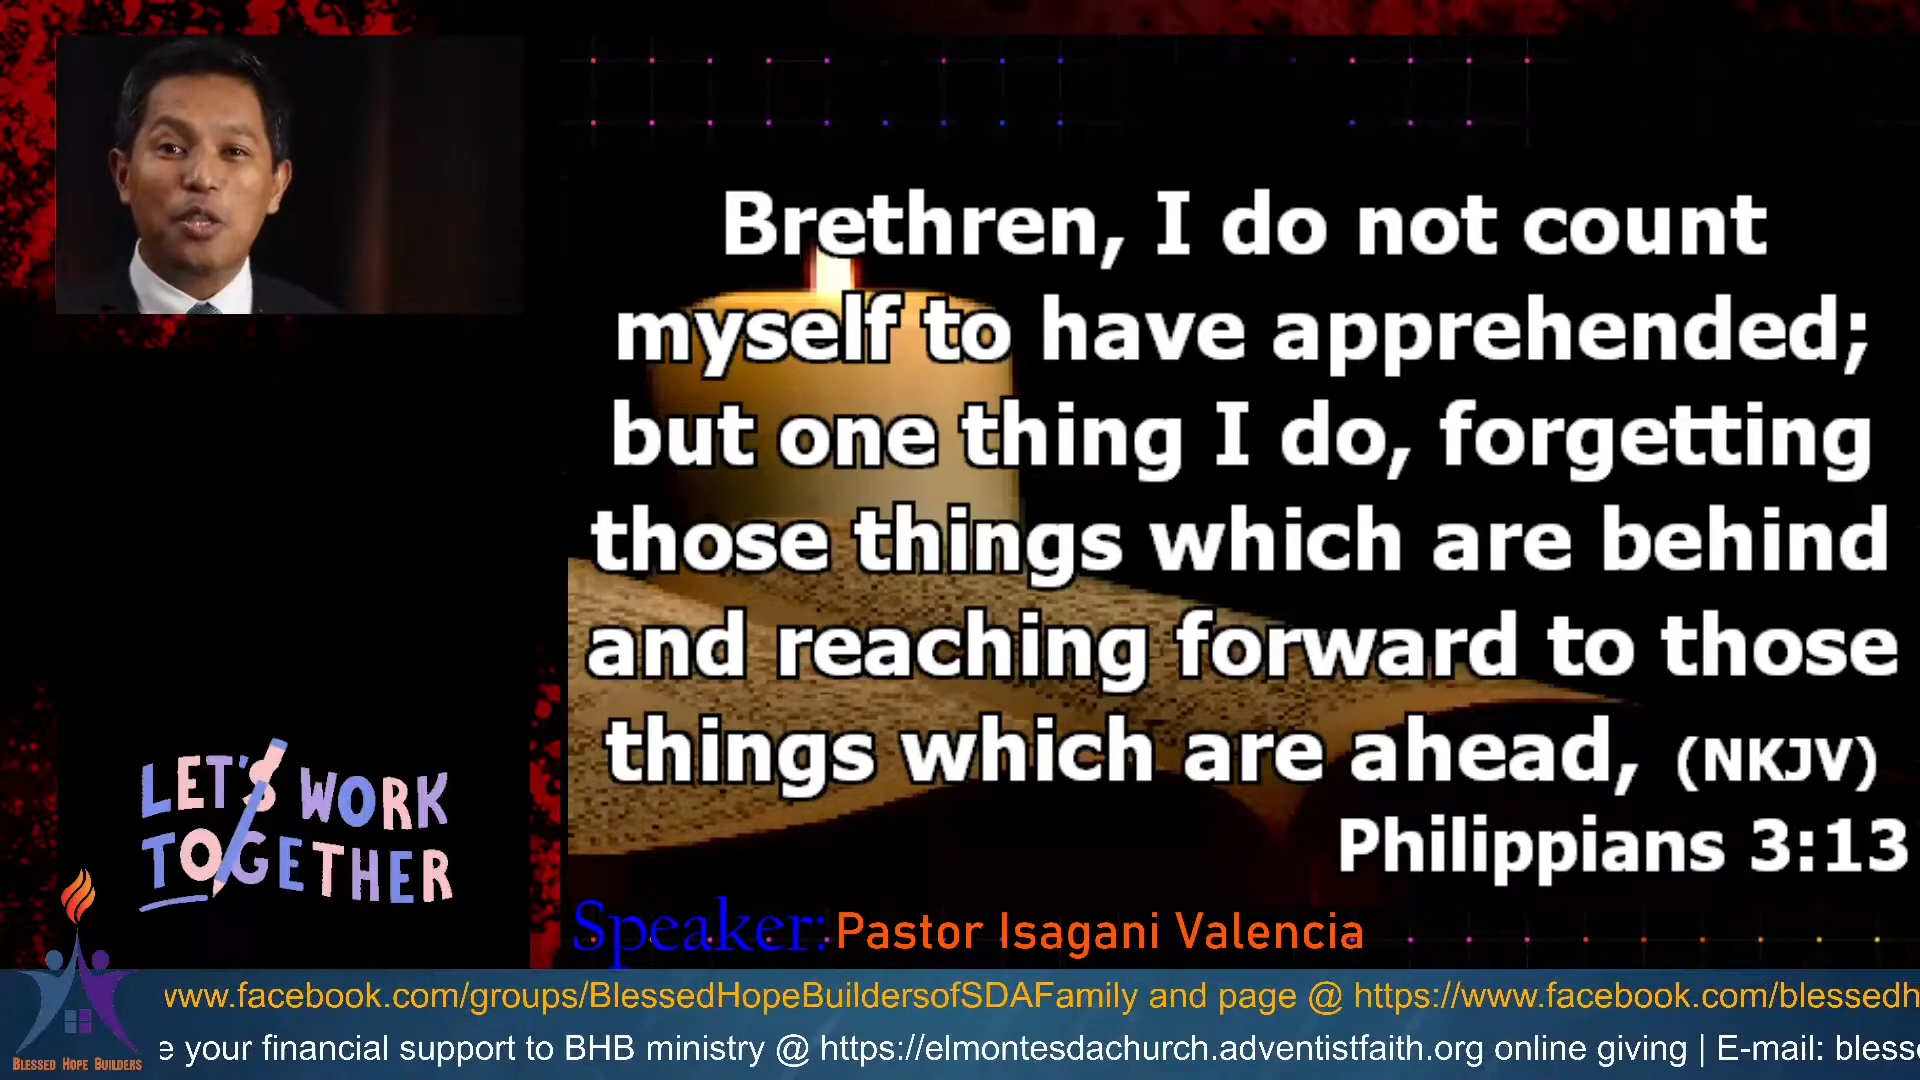 Brethren, I do not count
myself to have apprehended;
but one thing I do, forgetting
those things which are behind
and reaching forward to those
things which are ahead, (NKJV)
Philippians 3:13
LET'S WORK
TOGETHER
Speaker: Pastor Isagani Valencia
www.facebook.com/groups/BlessedHopeBuildersofSDAFamily and page @ https://www.facebook.com/blessedh
e your financial support to BHB ministry @ https://elmontesdachurch.adventistfaith.org online giving | E-mail: blesse
BLESSED HOPE BUILDERS